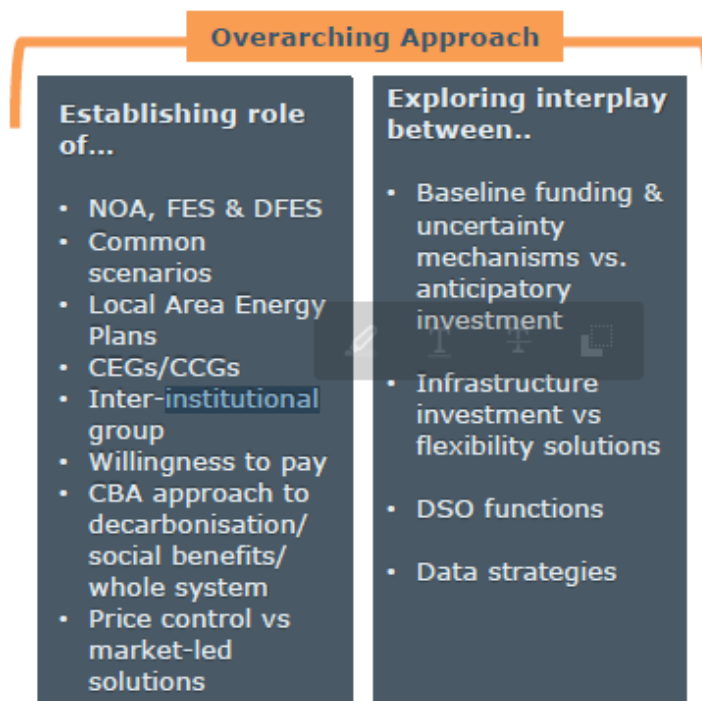 Overarching Approach
Establishing role
of...
• NOA, FES & DFES
• Common
scenarios
• Local Area Energy
Plans
• CEGs/CCGs
• Inter-institutional
group
• Willingness to pay
• CBA approach to
decarbonisation/
social benefits/
whole system
• Price control vs
market-led
solutions
Exploring interplay
between..
• Baseline funding &
uncertainty
mechanisms vs.
anticipatory
investment
• Infrastructure
investment vs
flexibility solutions
• DSO functions
• Data strategies